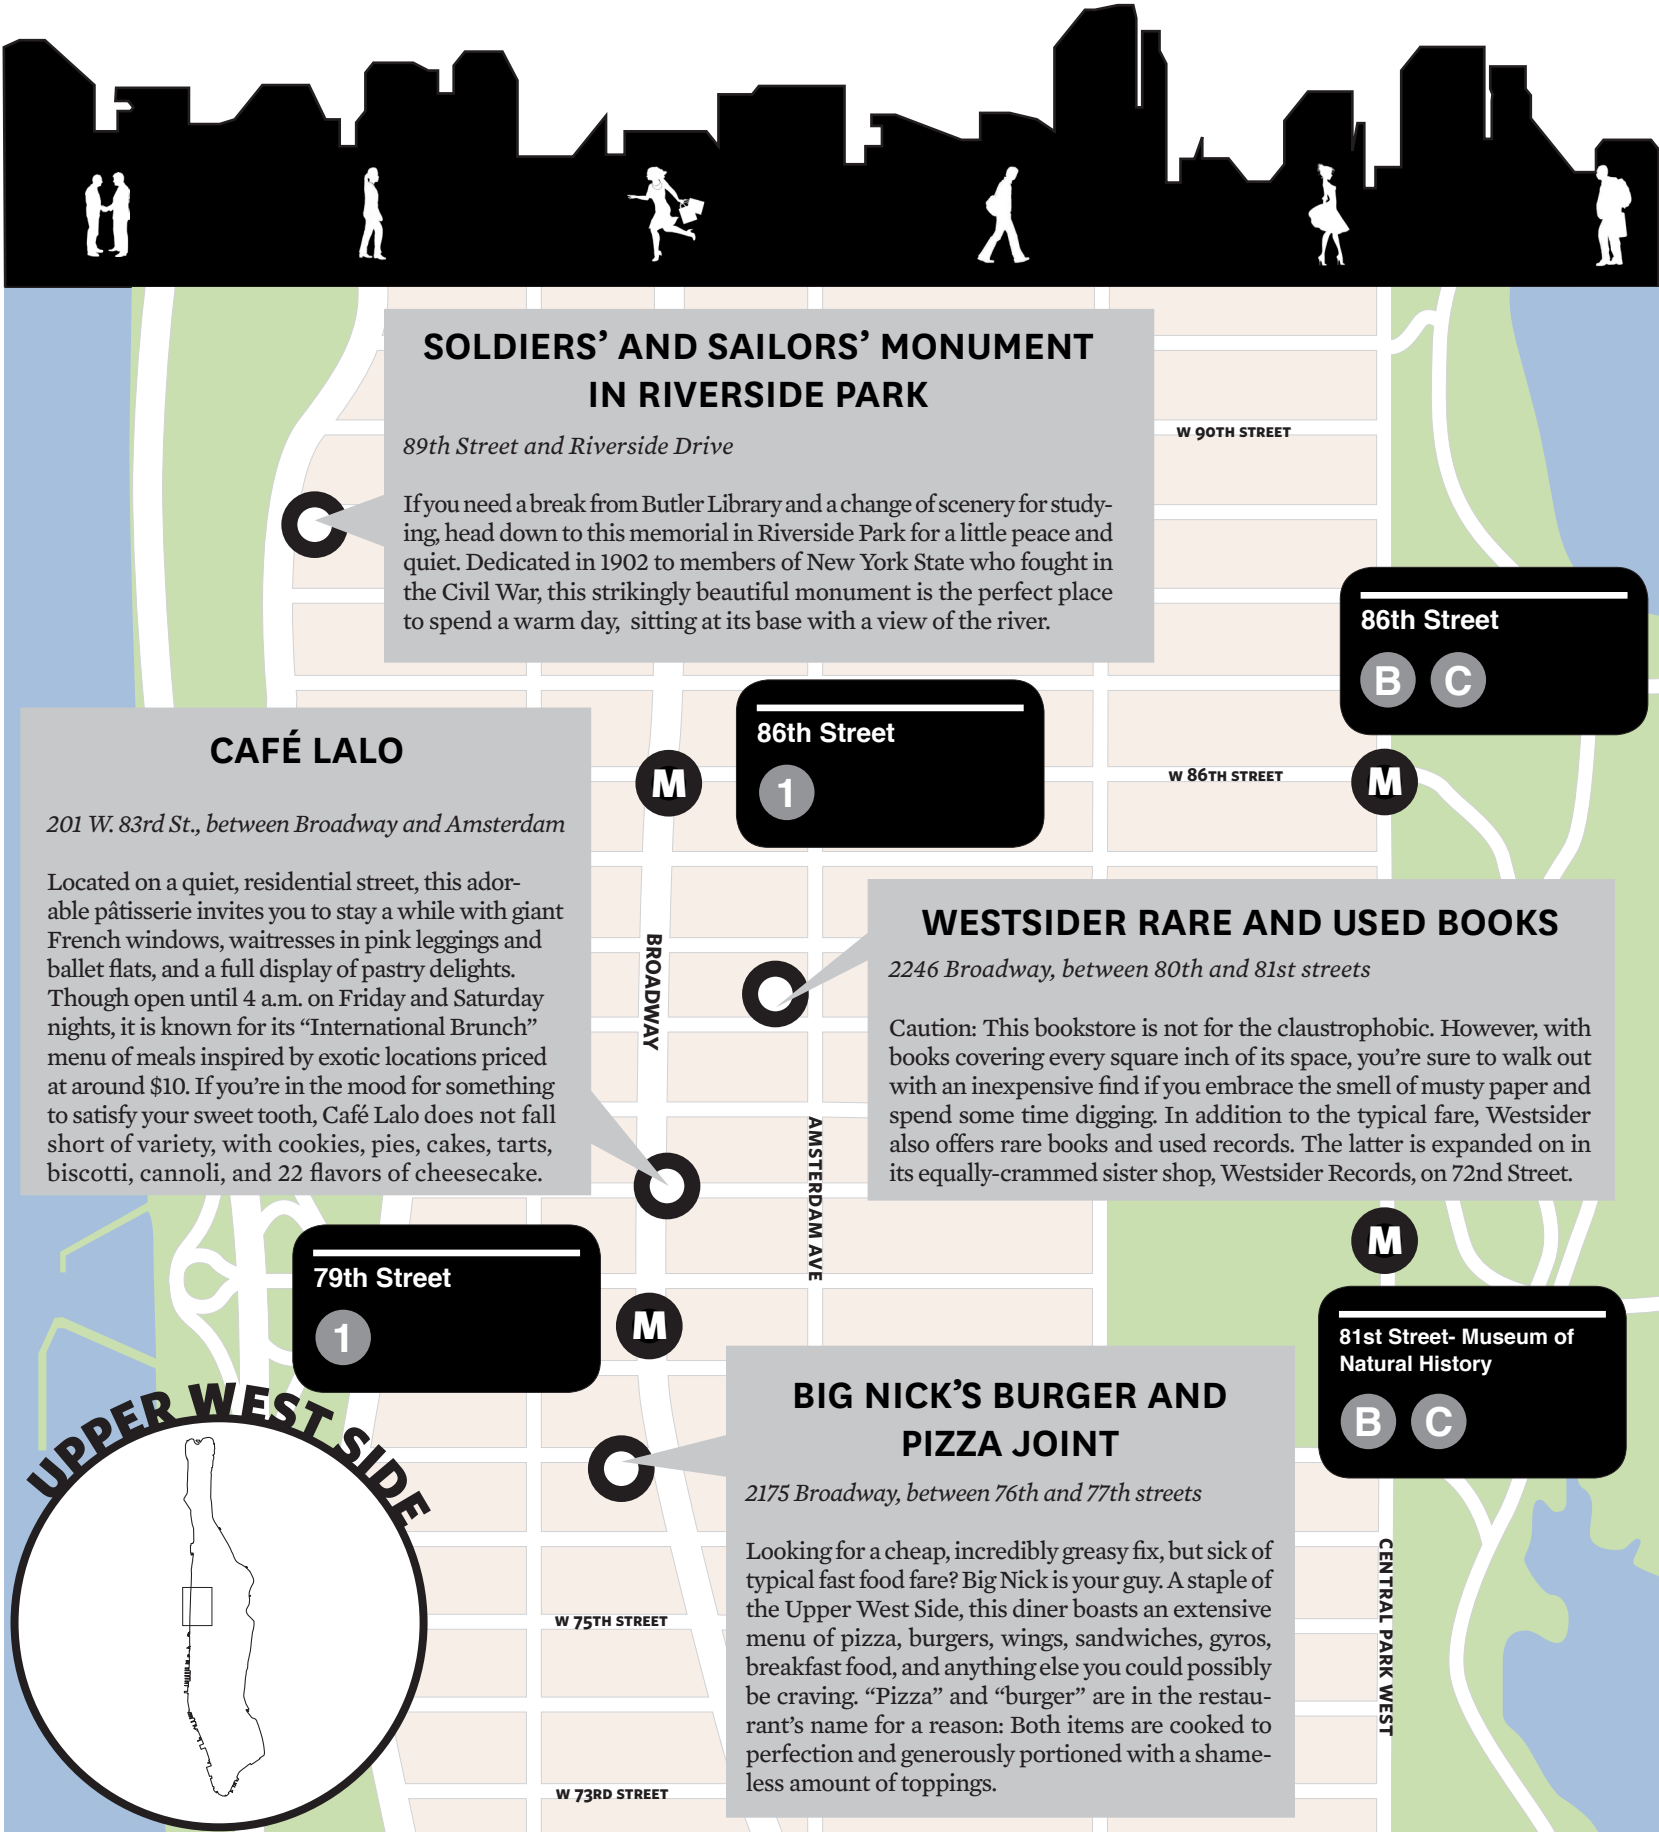 SOLDIERS’ AND SAILORS’ MONUMENT
IN RIVERSIDE PARK
89th Street and Riverside Drive
If you need a break from Butler Library and a change of scenery for study-
ing, head down to this memorial in Riverside Park for a little peace and
quiet. Dedicated in 1902 to members of New York State who fought in
the Civil War, this strikingly beautiful monument is the perfect place
to spend a warm day, sitting at its base with a view of the river.
W 90TH STREET
86th Street
B C
86th Street
1
M
W 86TH STREET
M
CAFÉ LALO
201 W. 83rd St., between Broadway and Amsterdam
Located on a quiet, residential street, this ador-
able pâtisserie invites you to stay a while with giant
French windows, waitresses in pink leggings and
ballet flats, and a full display of pastry delights.
Though open until 4 a.m. on Friday and Saturday
nights, it is known for its “International Brunch”
menu of meals inspired by exotic locations priced
at around $10. If you’re in the mood for something
to satisfy your sweet tooth, Café Lalo does not fall
short of variety, with cookies, pies, cakes, tarts,
biscotti, cannoli, and 22 flavors of cheesecake.
BROADWAY
WESTSIDER RARE AND USED BOOKS
2246 Broadway, between 80th and 81st streets
Caution: This bookstore is not for the claustrophobic. However, with
books covering every square inch of its space, you’re sure to walk out
with an inexpensive find if you embrace the smell of musty paper and
spend some time digging. In addition to the typical fare, Westsider
also offers rare books and used records. The latter is expanded on in
its equally-crammed sister shop, Westsider Records, on 72nd Street.
AMSTERDAM AVE
79th Street
1
M
M
81st Street- Museum of
Natural History
B C
UPPER WEST SIDE
BIG NICK’S BURGER AND
PIZZA JOINT
2175 Broadway, between 76th and 77th streets
Looking for a cheap, incredibly greasy fix, but sick of
typical fast food fare? Big Nick is your guy. A staple of
the Upper West Side, this diner boasts an extensive
menu of pizza, burgers, wings, sandwiches, gyros,
breakfast food, and anything else you could possibly
be craving. “Pizza” and “burger” are in the restau-
rant’s name for a reason: Both items are cooked to
perfection and generously portioned with a shame-
less amount of toppings.
W 75TH STREET
CENTRAL PARK WEST
W 73RD STREET